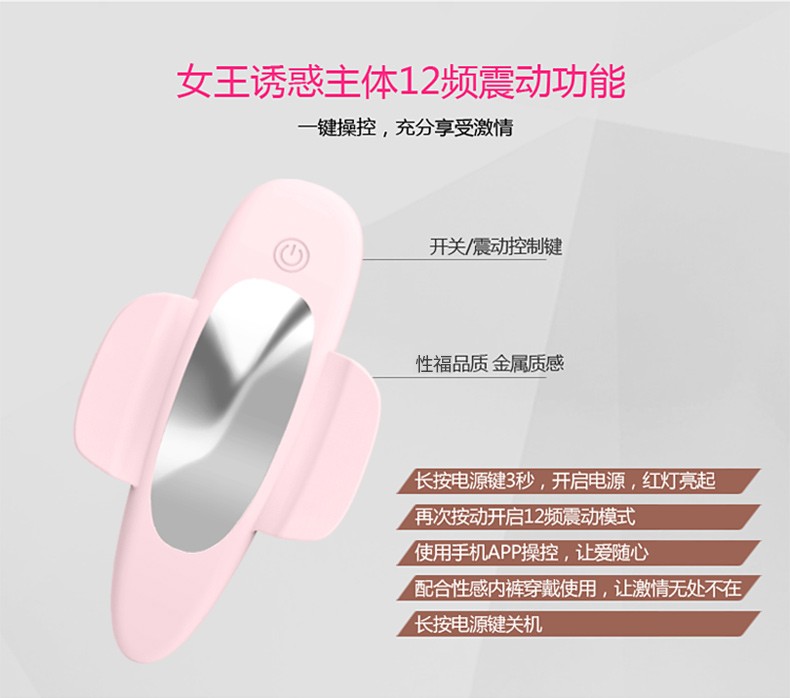 女王诱惑主体12频震动功能
一键操控，充分享受激情
开关/震动控制键
性福品质 金属质感
长按电源键3秒，开启电源，红灯亮起
再次按动开启12频震动模式
使用手机APP操控，让爱随心
配合性感内裤穿戴使用，让激情无处不在
长按电源键关机